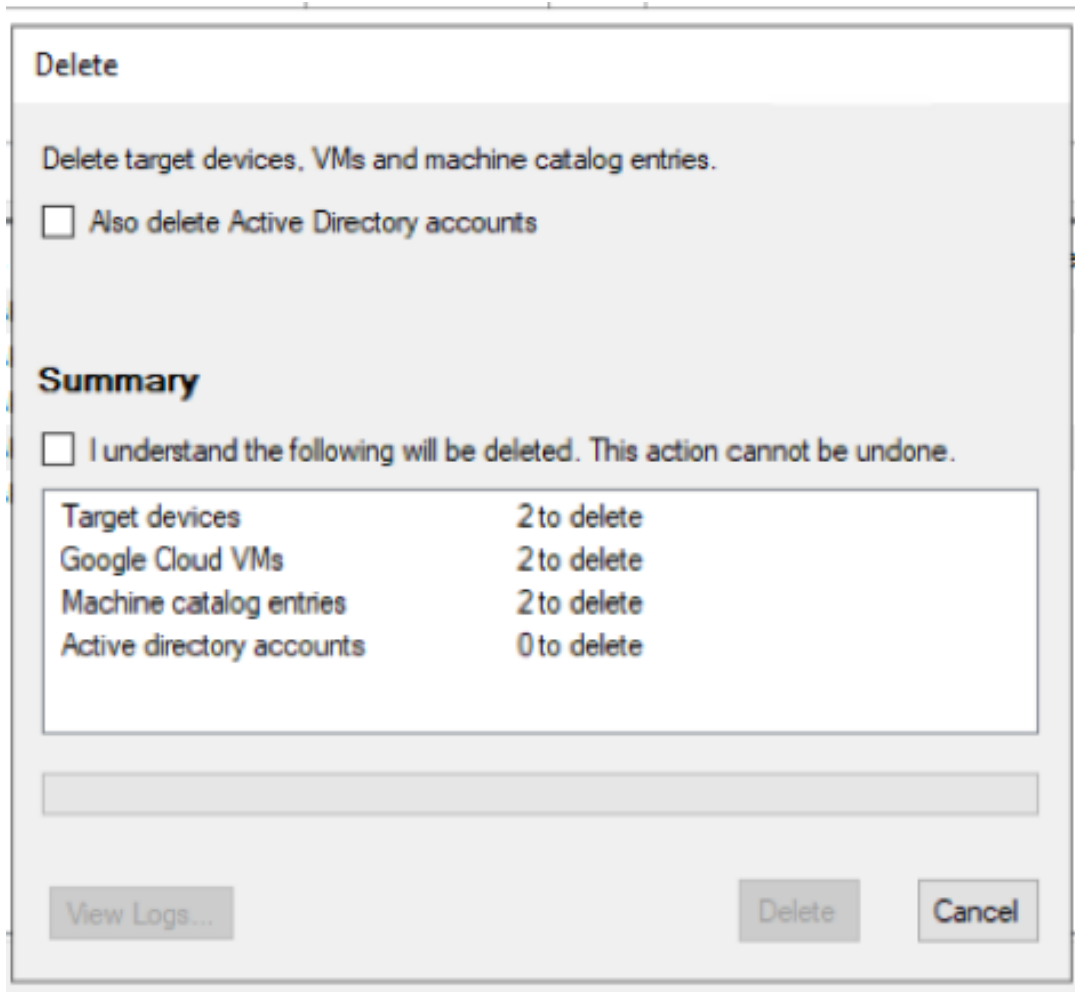 Delete
Delete target devices, VMs and machine catalog entries.
Also delete Active Directory accounts
Summary
I understand the following will be deleted. This action cannot be undone.
Target devices 2 to delete
Google Cloud VMs 2 to delete
Machine catalog entries 2 to delete
Active directory accounts 0 to delete
View Logs... Delete Cancel